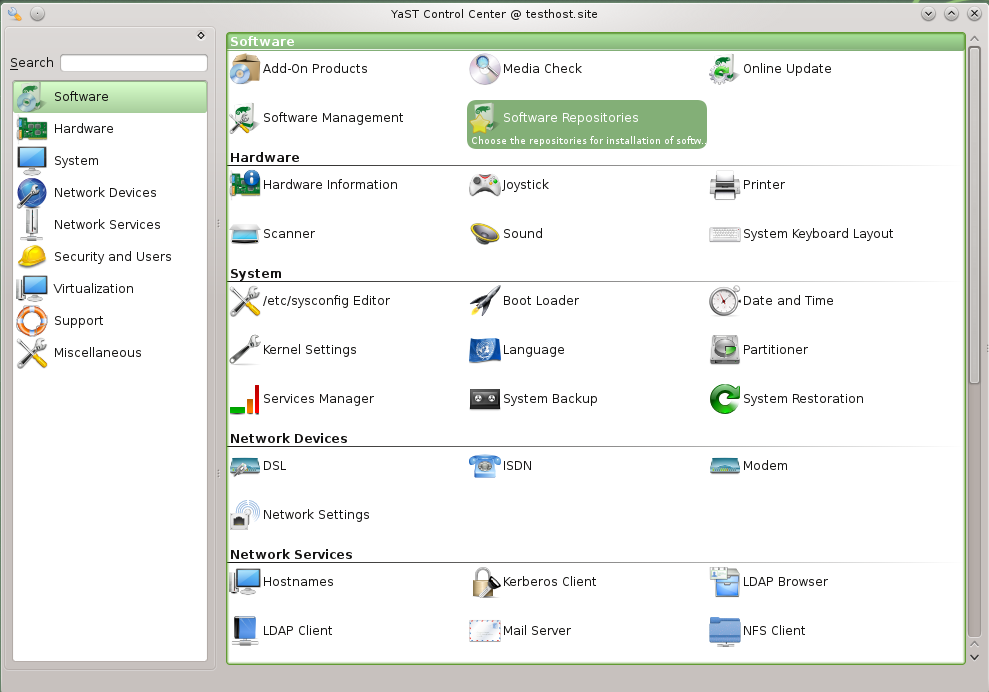 YaST Control Center @ testhost.site
Search
Software
Hardware
System
Network Devices
Network Services
Security and Users
Virtualization
Support
Miscellaneous
Software
Add-On Products
Media Check
Online Update
Software Management
Software Repositories
Choose the repositories for installation of softw..
Hardware
Hardware Information
Joystick
Printer
Scanner
Sound
System Keyboard Layout
System
/etc/sysconfig Editor
Boot Loader
Date and Time
Kernel Settings
Language
Partitioner
Services Manager
System Backup
System Restoration
Network Devices
DSL
ISDN
Modem
Network Settings
Network Services
Hostnames
Kerberos Client
LDAP Browser
LDAP Client
Mail Server
NFS Client